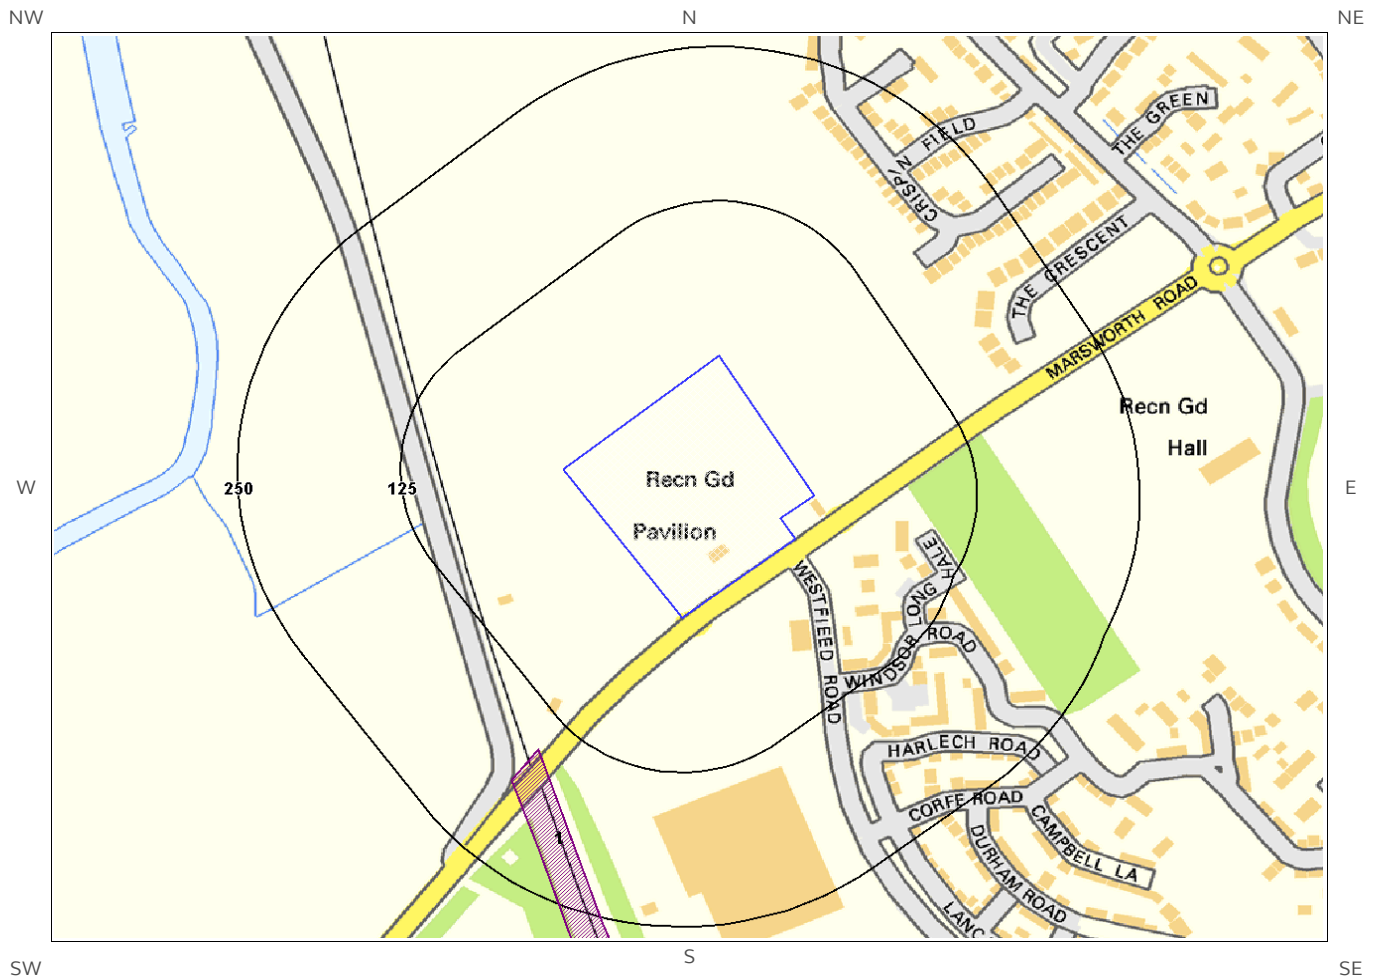 NW
N
NE
THE GREEN
CRISPIN FIELD
THE CRESCENT
MARSWORTH ROAD
Recn Gd
Hall
W
250
125
Recn Gd
Pavilion
E
WESTFIELD ROAD
LONG HALE
WINDSOR ROAD
HARLECH ROAD
CORFE ROAD
CAMPBELL LA
DURHAM ROAD
LANC
1
SW
S
SE